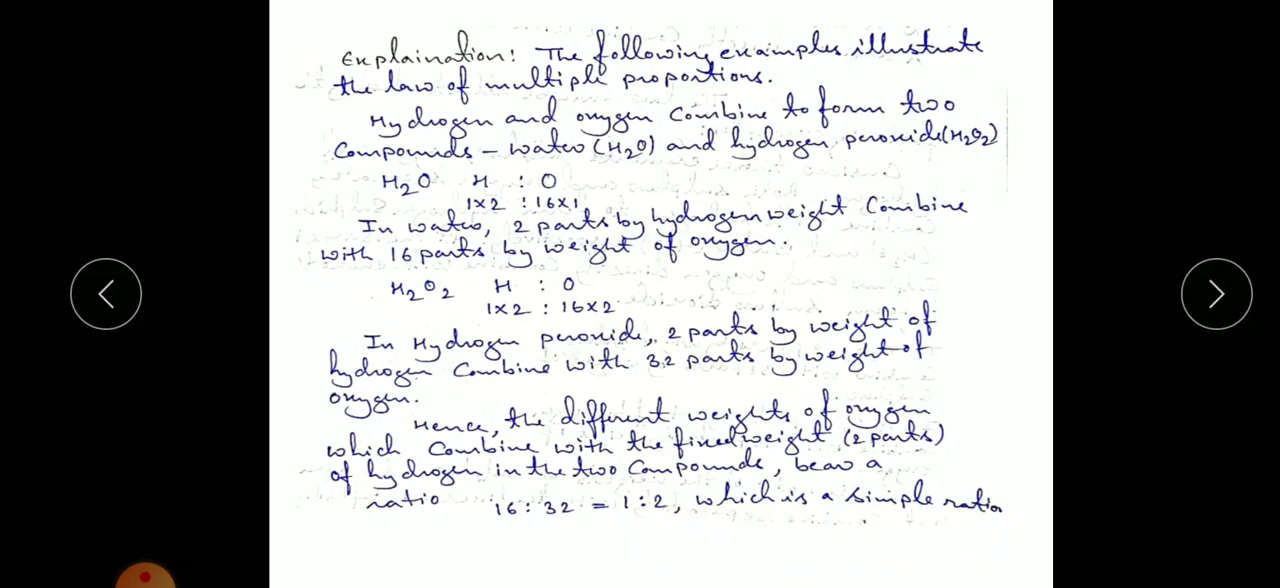 Explaination: The following examples illustrate
the law of multiple proportions.
Hydrogen and oxygen Combine to form two
Compounds - water (H2O) and hydrogen peroxide (H2O2)
H2O H : O
1×2 : 16×1
In water, 2 parts by hydrogen weight Combine
with 16 parts by weight of oxygen.
H2O2 H : O
1×2 : 16×2
In Hydrogen peroxide, 2 parts by weight of
hydrogen Combine with 32 parts by weight of
oxygen.
Hence, the different weights of oxygen
which Combine with the fixed weight (2 parts)
of hydrogen in the two Compounds, bear a
ratio 16 : 32 = 1 : 2, which is a simple ratio